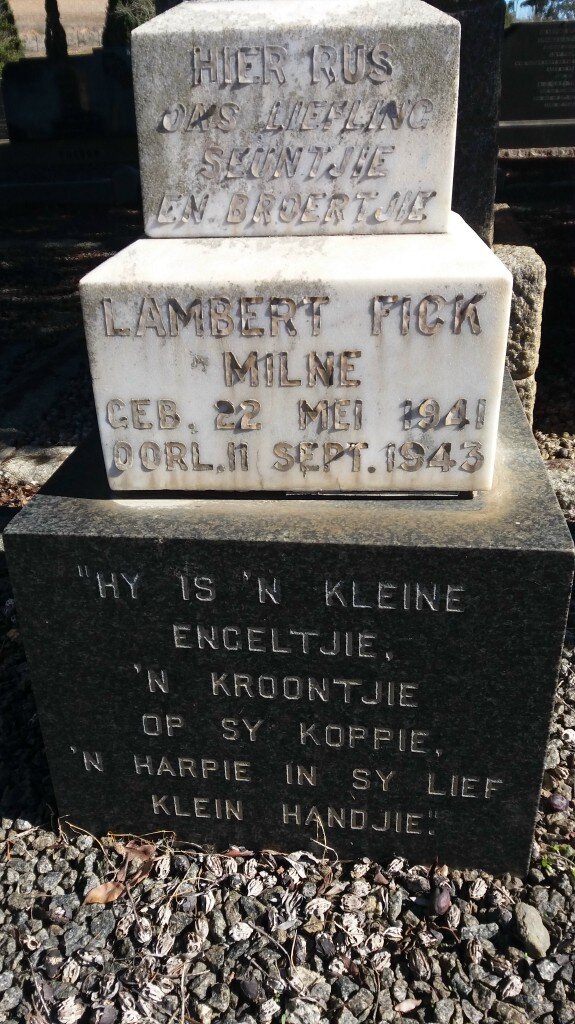 HIER RUS
ONS LIEFLING
SEUNTJIE
EN BROERTJIE
LAMBERT FICK
MILNE
GEB. 22 MEI 1941
OORL. 11 SEPT. 1943
"HY IS 'N KLEINE
ENGELTJIE,
'N KROONTJIE
OP SY KOPPIE,
'N HARPIE IN SY LIEF
KLEIN HANDJIE".